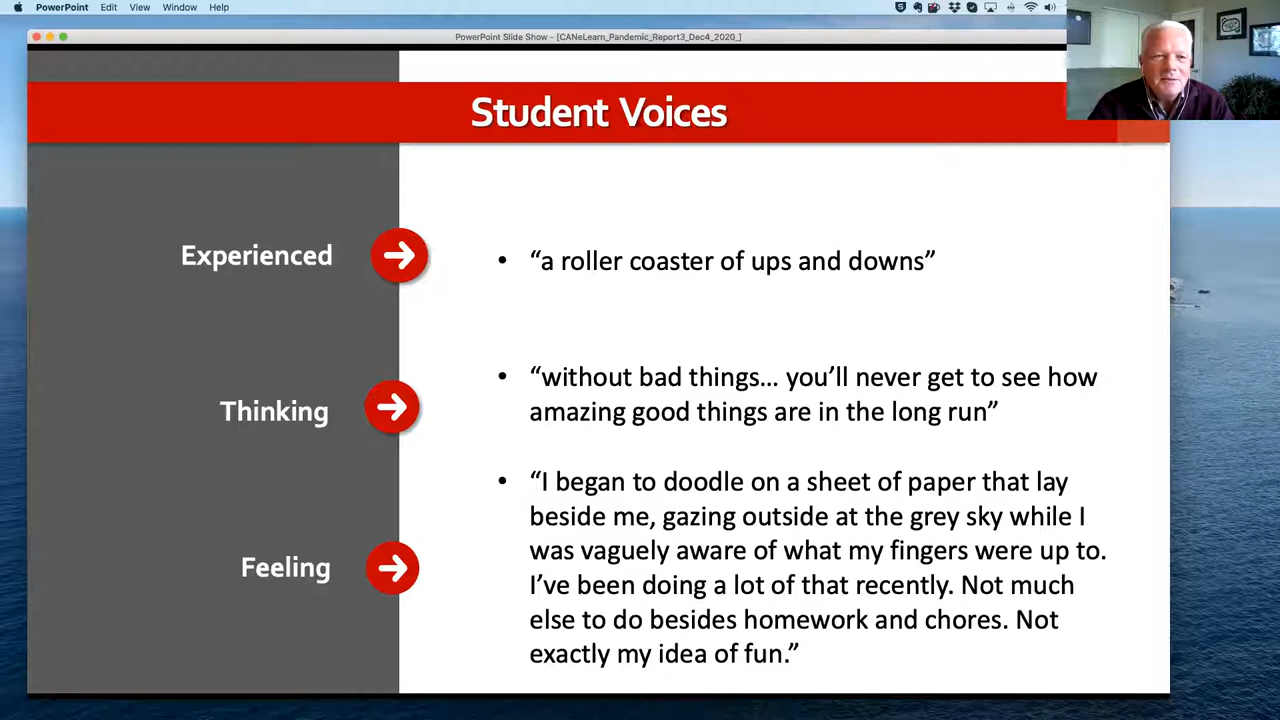 PowerPoint Edit View Window Help
PowerPoint Slide Show - [CANeLearn_Pandemic_Report3_Dec4_2020_]
Student Voices
Experienced
• “a roller coaster of ups and downs”
Thinking
• “without bad things... you’ll never get to see how
amazing good things are in the long run”
Feeling
• “I began to doodle on a sheet of paper that lay
beside me, gazing outside at the grey sky while I
was vaguely aware of what my fingers were up to.
I’ve been doing a lot of that recently. Not much
else to do besides homework and chores. Not
exactly my idea of fun.”